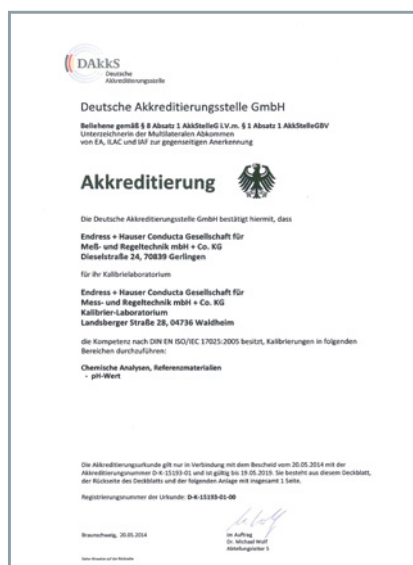 DAkkS
Deutsche
Akkreditierungsstelle
Deutsche Akkreditierungsstelle GmbH
Beliehene gemäß § 8 Absatz 1 AkkStelleG i.V.m. § 1 Absatz 1 AkkStelleGBV
Unterzeichnerin der Multilateralen Abkommen
von EA, ILAC und IAF zur gegenseitigen Anerkennung
Akkreditierung
Die Deutsche Akkreditierungsstelle GmbH bestätigt hiermit, dass
Endress + Hauser Conducta Gesellschaft für
Meß- und Regeltechnik mbH + Co. KG
Dieselstraße 24, 70839 Gerlingen
für ihr Kalibrierlaboratorium
Endress + Hauser Conducta Gesellschaft für
Mess- und Regeltechnik mbH + Co. KG
Kalibrier-Laboratorium
Landsberger Straße 28, 04736 Waldheim
die Kompetenz nach DIN EN ISO/IEC 17025:2005 besitzt, Kalibrierungen in folgenden
Bereichen durchzuführen:
Chemische Analysen, Referenzmaterialien
- pH-Wert
Die Akkreditierungsurkunde gilt nur in Verbindung mit dem Bescheid vom 20.05.2014 mit der
Akkreditierungsnummer D-K-15193-01 und ist gültig bis 19.05.2019. Sie besteht aus diesem Deckblatt,
der Rückseite des Deckblatts und der folgenden Anlage mit insgesamt 1 Seite.
Registrierungsnummer der Urkunde: D-K-15193-01-00
Braunschweig, 20.05.2014
Im Auftrag
Dr. Michael Wolf
Abteilungsleiter 5
Siehe Hinweise auf der Rückseite